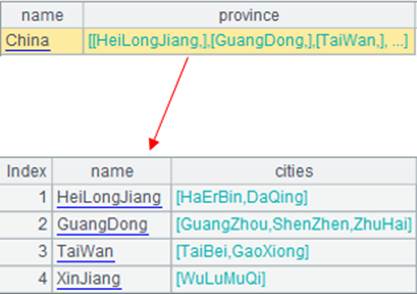 name province
China [[HeiLongJiang,],[GuangDong,],[TaiWan,], ...]
Index name cities
1 HeiLongJiang [HaErBin,DaQing]
2 GuangDong [GuangZhou,ShenZhen,ZhuHai]
3 TaiWan [TaiBei,GaoXiong]
4 XinJiang [WuLuMuQi]